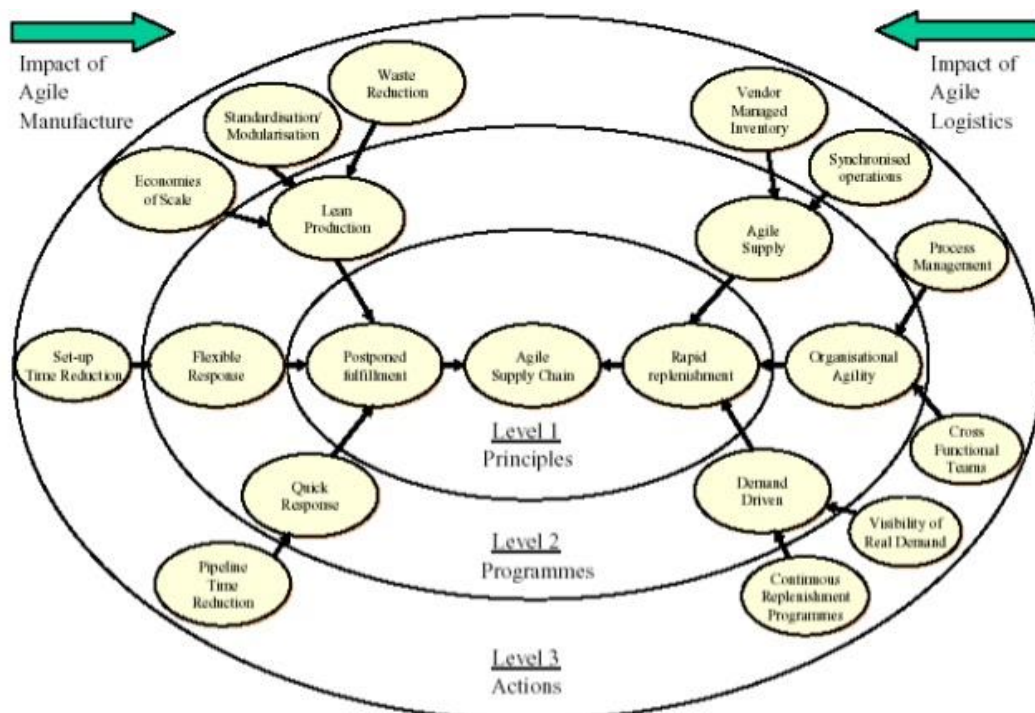 Impact of
Agile
Manufacture
Impact of
Agile
Logistics
Waste
Reduction
Standardisation/
Modularisation
Economies
of Scale
Lean
Production
Vendor
Managed
Inventory
Synchronised
operations
Agile
Supply
Process
Management
Set-up
Time Reduction
Flexible
Response
Postponed
fulfillment
Agile
Supply Chain
Rapid
replenishment
Organisational
Agility
Level 1
Principles
Cross
Functional
Teams
Quick
Response
Demand
Driven
Visibility of
Real Demand
Level 2
Programmes
Pipeline
Time
Reduction
Continuous
Replenishment
Programmes
Level 3
Actions